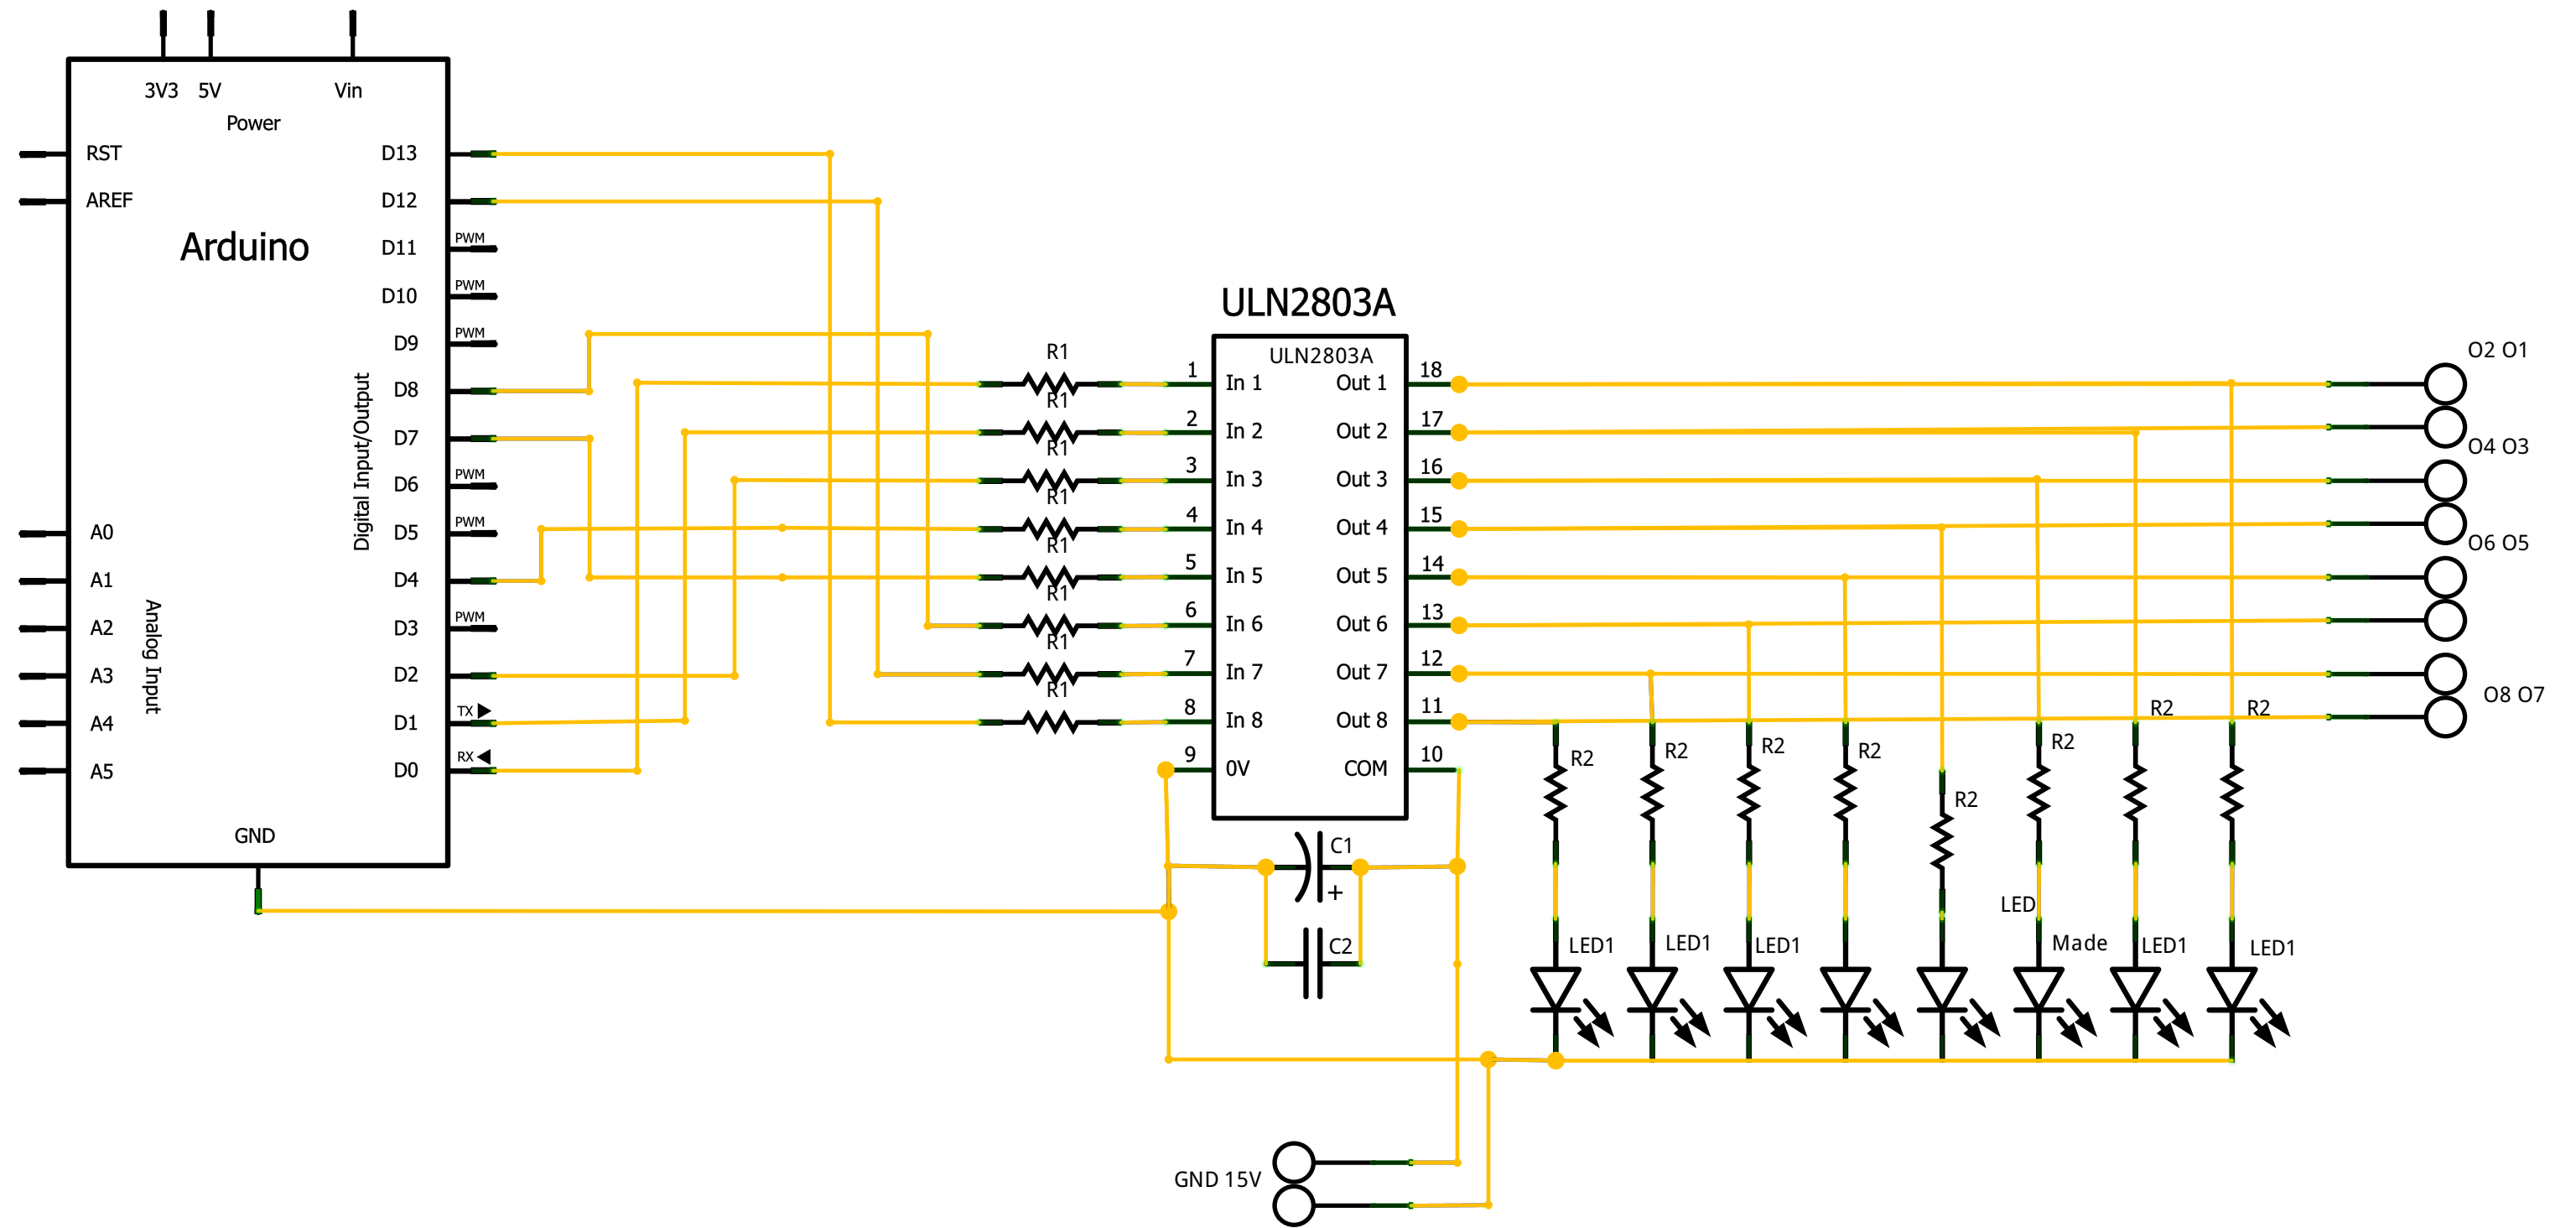 3V3 5V Vin
Power
RST
AREF
Arduino
A0
A1
A2
A3
A4
A5
Analog Input
Digital Input/Output
D13
D12
D11 PWM
D10 PWM
D9 PWM
D8
D7
D6 PWM
D5 PWM
D4
D3 PWM
D2
D1 TX
D0 RX
GND
R1
R1
R1
R1
R1
R1
R1
R1
ULN2803A
ULN2803A
1 In 1 Out 1 18
2 In 2 Out 2 17
3 In 3 Out 3 16
4 In 4 Out 4 15
5 In 5 Out 5 14
6 In 6 Out 6 13
7 In 7 Out 7 12
8 In 8 Out 8 11
9 0V COM 10
C1
+
C2
O2 O1
O4 O3
O6 O5
O8 O7
R2 R2 R2 R2 R2 R2 R2 R2
LED
LED1 LED1 LED1 Made LED1 LED1
GND 15V